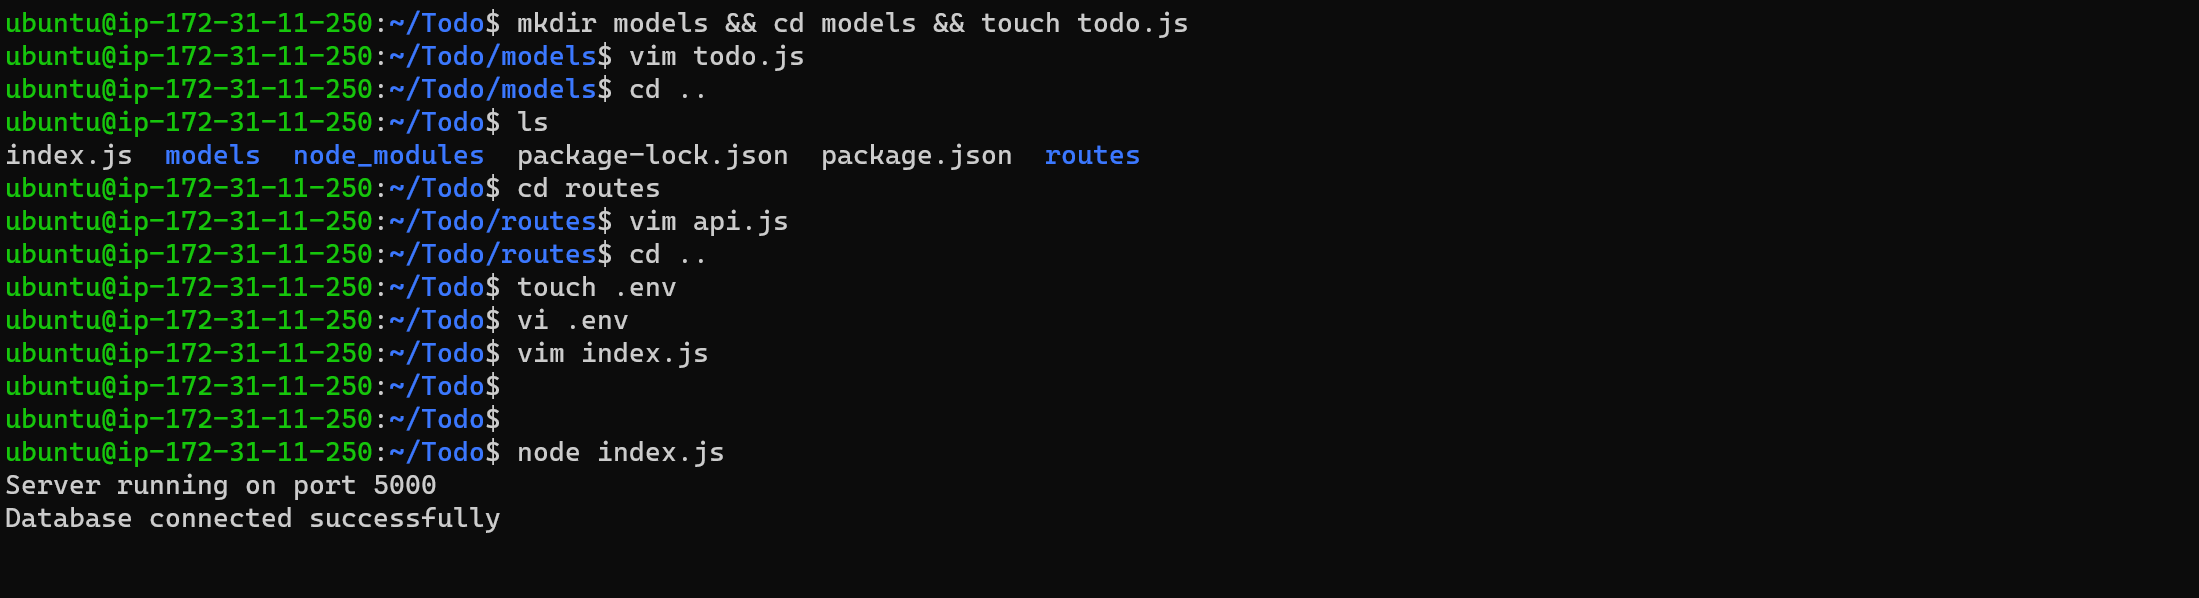 ubuntu@ip-172-31-11-250:~/Todo$ mkdir models && cd models && touch todo.js
ubuntu@ip-172-31-11-250:~/Todo/models$ vim todo.js
ubuntu@ip-172-31-11-250:~/Todo/models$ cd ..
ubuntu@ip-172-31-11-250:~/Todo$ ls
index.js  models  node_modules  package-lock.json  package.json  routes
ubuntu@ip-172-31-11-250:~/Todo$ cd routes
ubuntu@ip-172-31-11-250:~/Todo/routes$ vim api.js
ubuntu@ip-172-31-11-250:~/Todo/routes$ cd ..
ubuntu@ip-172-31-11-250:~/Todo$ touch .env
ubuntu@ip-172-31-11-250:~/Todo$ vi .env
ubuntu@ip-172-31-11-250:~/Todo$ vim index.js
ubuntu@ip-172-31-11-250:~/Todo$
ubuntu@ip-172-31-11-250:~/Todo$
ubuntu@ip-172-31-11-250:~/Todo$ node index.js
Server running on port 5000
Database connected successfully